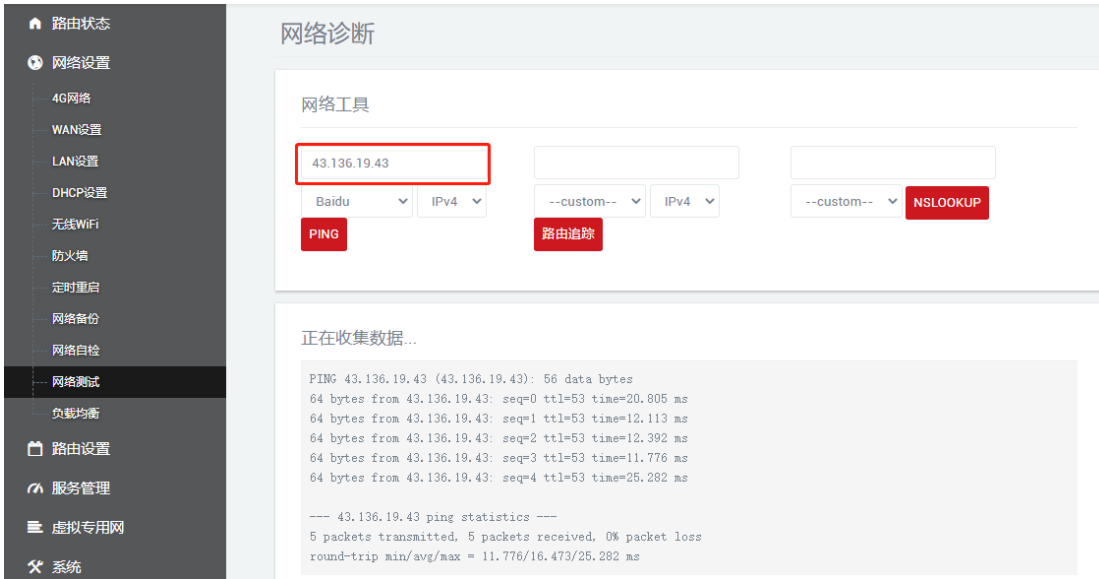 路由状态
网络设置
4G网络
WAN设置
LAN设置
DHCP设置
无线WiFi
防火墙
定时重启
网络备份
网络自检
网络测试
负载均衡
路由设置
服务管理
虚拟专用网
系统
网络诊断
网络工具
43.136.19.43
Baidu IPv4 --custom-- IPv4 --custom-- NSLOOKUP
PING 路由追踪
正在收集数据...
PING 43.136.19.43 (43.136.19.43): 56 data bytes
64 bytes from 43.136.19.43: seq=0 ttl=53 time=20.805 ms
64 bytes from 43.136.19.43: seq=1 ttl=53 time=12.113 ms
64 bytes from 43.136.19.43: seq=2 ttl=53 time=12.392 ms
64 bytes from 43.136.19.43: seq=3 ttl=53 time=11.776 ms
64 bytes from 43.136.19.43: seq=4 ttl=53 time=25.282 ms
--- 43.136.19.43 ping statistics ---
5 packets transmitted, 5 packets received, 0% packet loss
round-trip min/avg/max = 11.776/16.473/25.282 ms